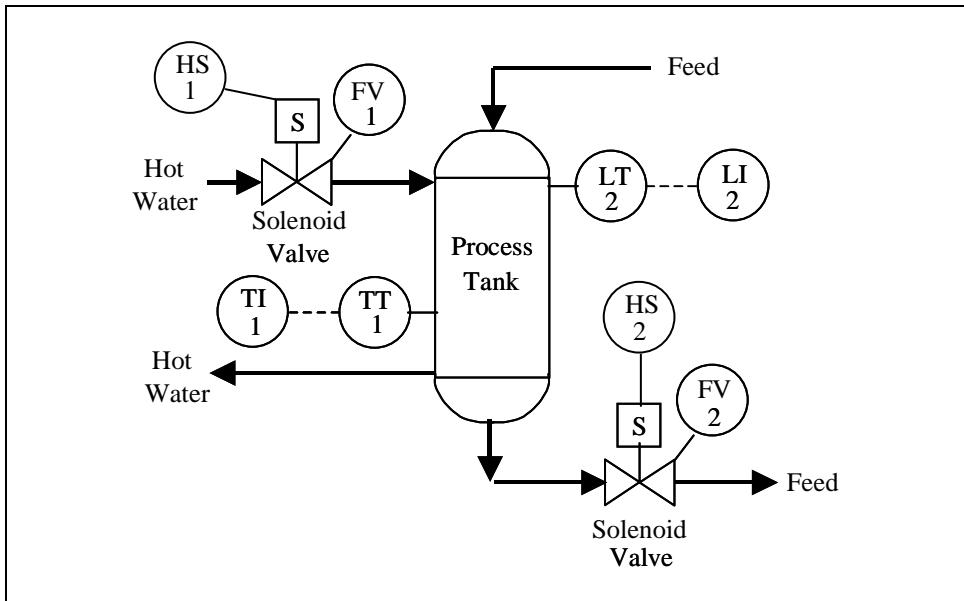 HS
1
FV
1
S
Feed
Hot
Water
Solenoid
Valve
LT
2
LI
2
Process
Tank
TI
1
TT
1
HS
2
Hot
Water
FV
2
S
Feed
Solenoid
Valve